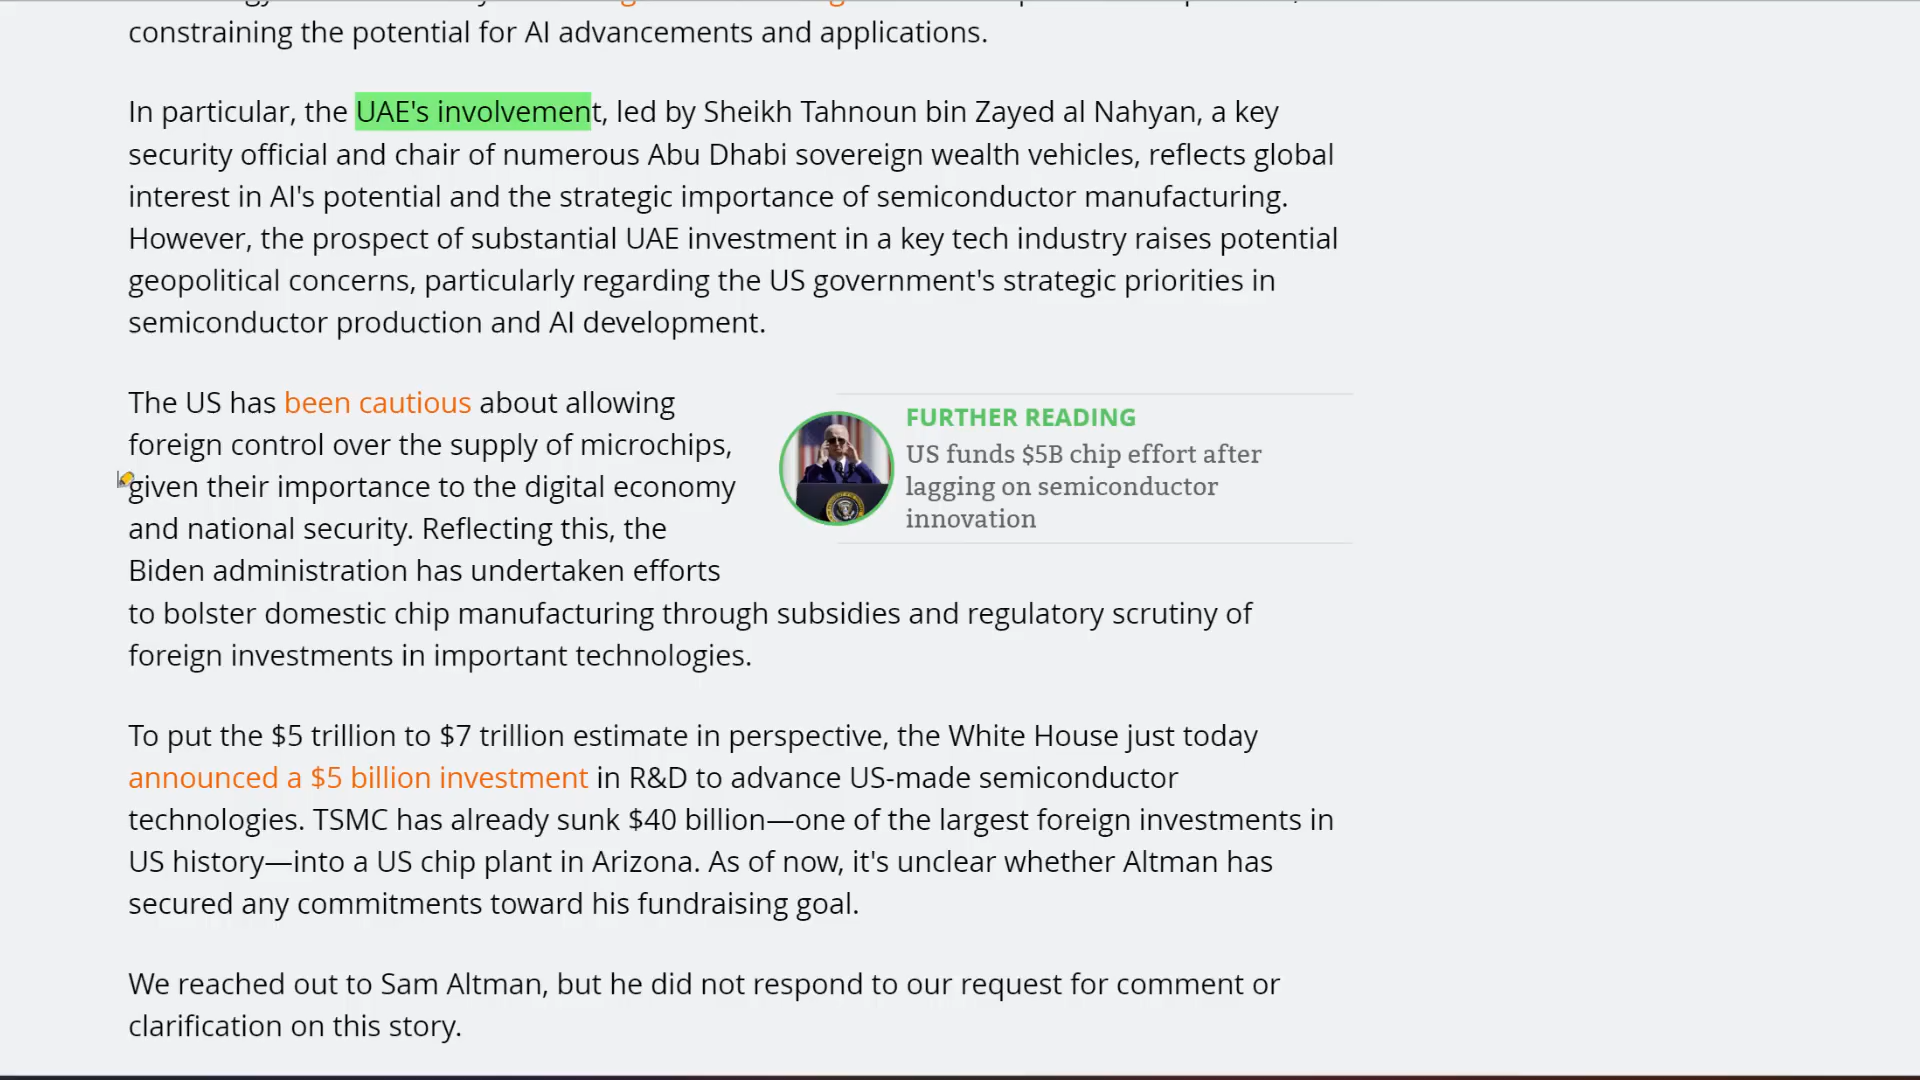 constraining the potential for AI advancements and applications.
In particular, the UAE's involvement, led by Sheikh Tahnoun bin Zayed al Nahyan, a key
security official and chair of numerous Abu Dhabi sovereign wealth vehicles, reflects global
interest in AI's potential and the strategic importance of semiconductor manufacturing.
However, the prospect of substantial UAE investment in a key tech industry raises potential
geopolitical concerns, particularly regarding the US government's strategic priorities in
semiconductor production and AI development.
The US has been cautious about allowing
foreign control over the supply of microchips,
given their importance to the digital economy
and national security. Reflecting this, the
Biden administration has undertaken efforts
to bolster domestic chip manufacturing through subsidies and regulatory scrutiny of
foreign investments in important technologies.
FURTHER READING
US funds $5B chip effort after
lagging on semiconductor
innovation
To put the $5 trillion to $7 trillion estimate in perspective, the White House just today
announced a $5 billion investment in R&D to advance US-made semiconductor
technologies. TSMC has already sunk $40 billion—one of the largest foreign investments in
US history—into a US chip plant in Arizona. As of now, it's unclear whether Altman has
secured any commitments toward his fundraising goal.
We reached out to Sam Altman, but he did not respond to our request for comment or
clarification on this story.